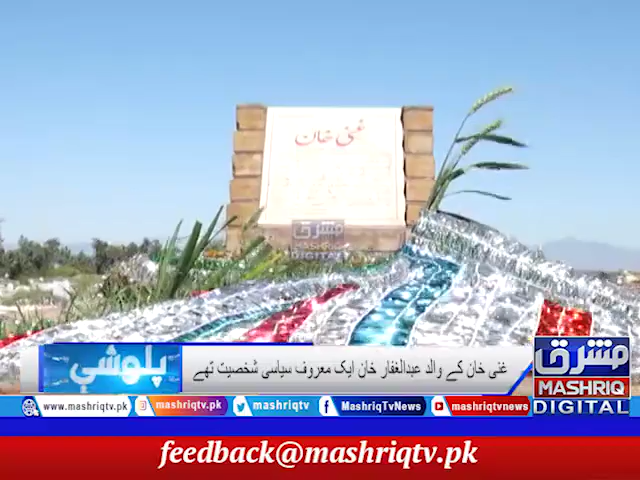 غنی خان
مشرق
MASHRIQ
DIGITAL
پلوشې
غنی خان کے والد عبدالغفار خان ایک معروف سیاسی شخصیت تھے
مشرق
MASHRIQ
DIGITAL
www.mashriqtv.pk
mashriqtv.pk
mashriqtv
MashriqTvNews
mashriqtvnews
feedback@mashriqtv.pk